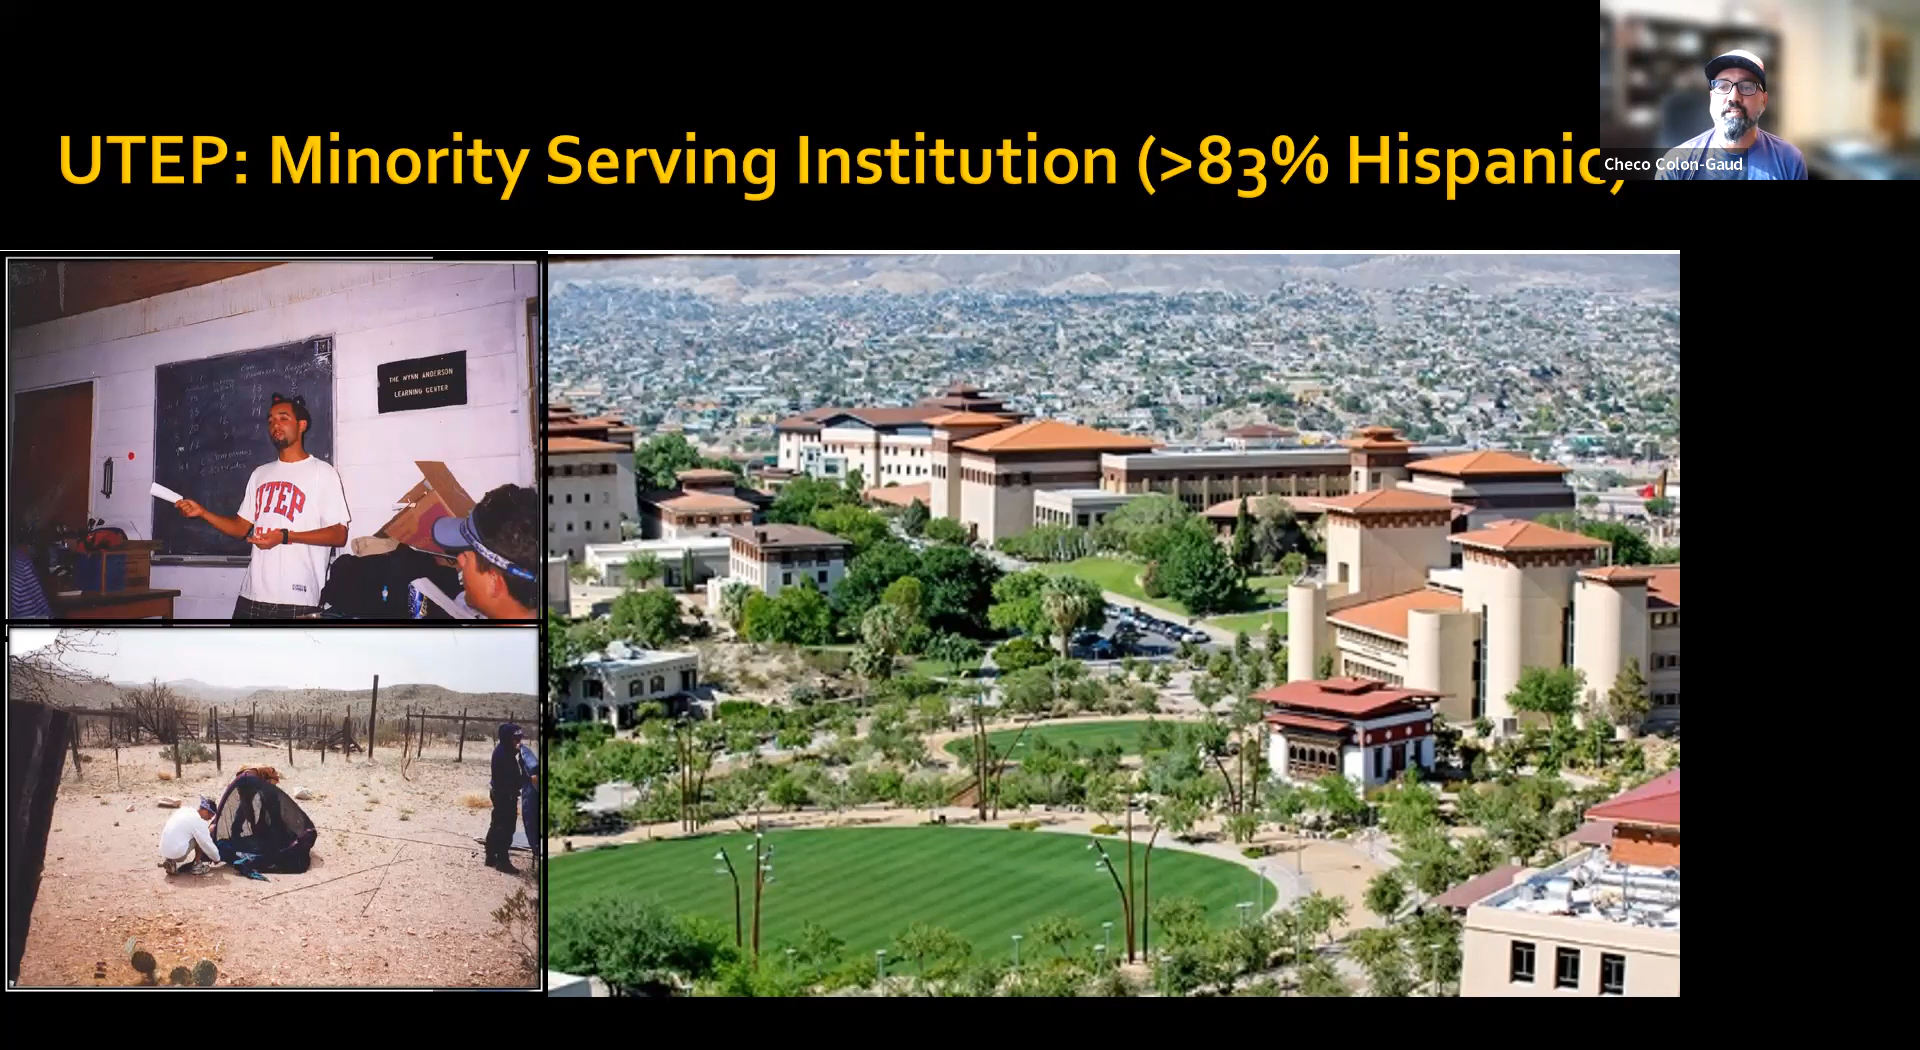 UTEP: Minority Serving Institution (>83% Hispanic)
Checo Colon-Gaud
THE WYNN ANDERSON
LEARNING CENTER
UTEP